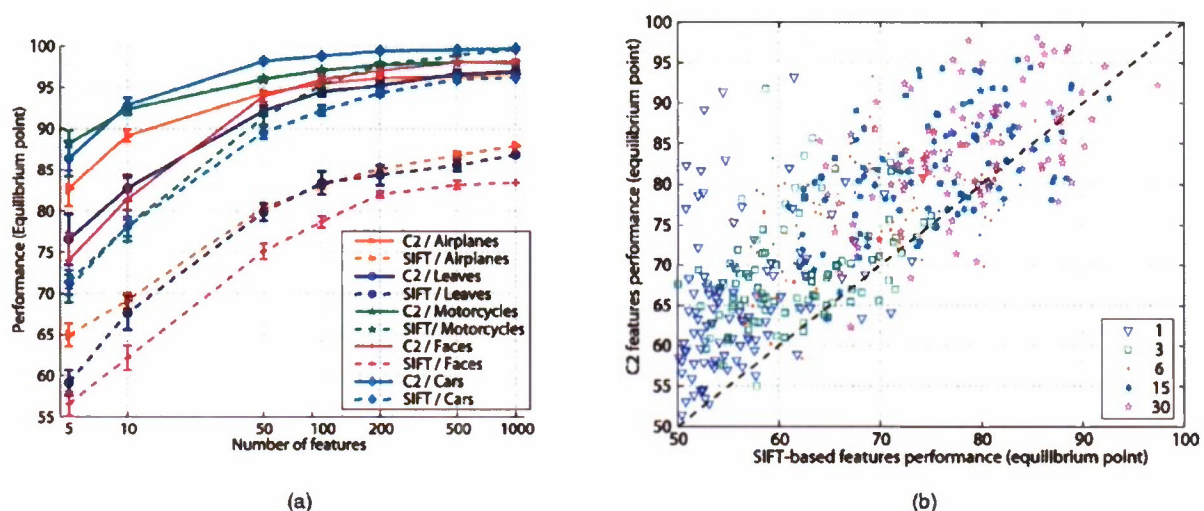 100
95
90
85
80
75
70
65
60
55
5
10
50
100
200
500
1000
Performance (Equilibrium point)
Number of features
C2 / Airplanes
SIFT / Airplanes
C2 / Leaves
SIFT / Leaves
C2 / Motorcycles
SIFT / Motorcycles
C2 / Faces
SIFT / Faces
C2 / Cars
SIFT / Cars
(a)
100
95
90
85
80
75
70
65
60
55
50
50
60
70
80
90
100
C2 features performance (equilibrium point)
SIFT-based features performance (equilibrium point)
1
3
6
15
30
(b)